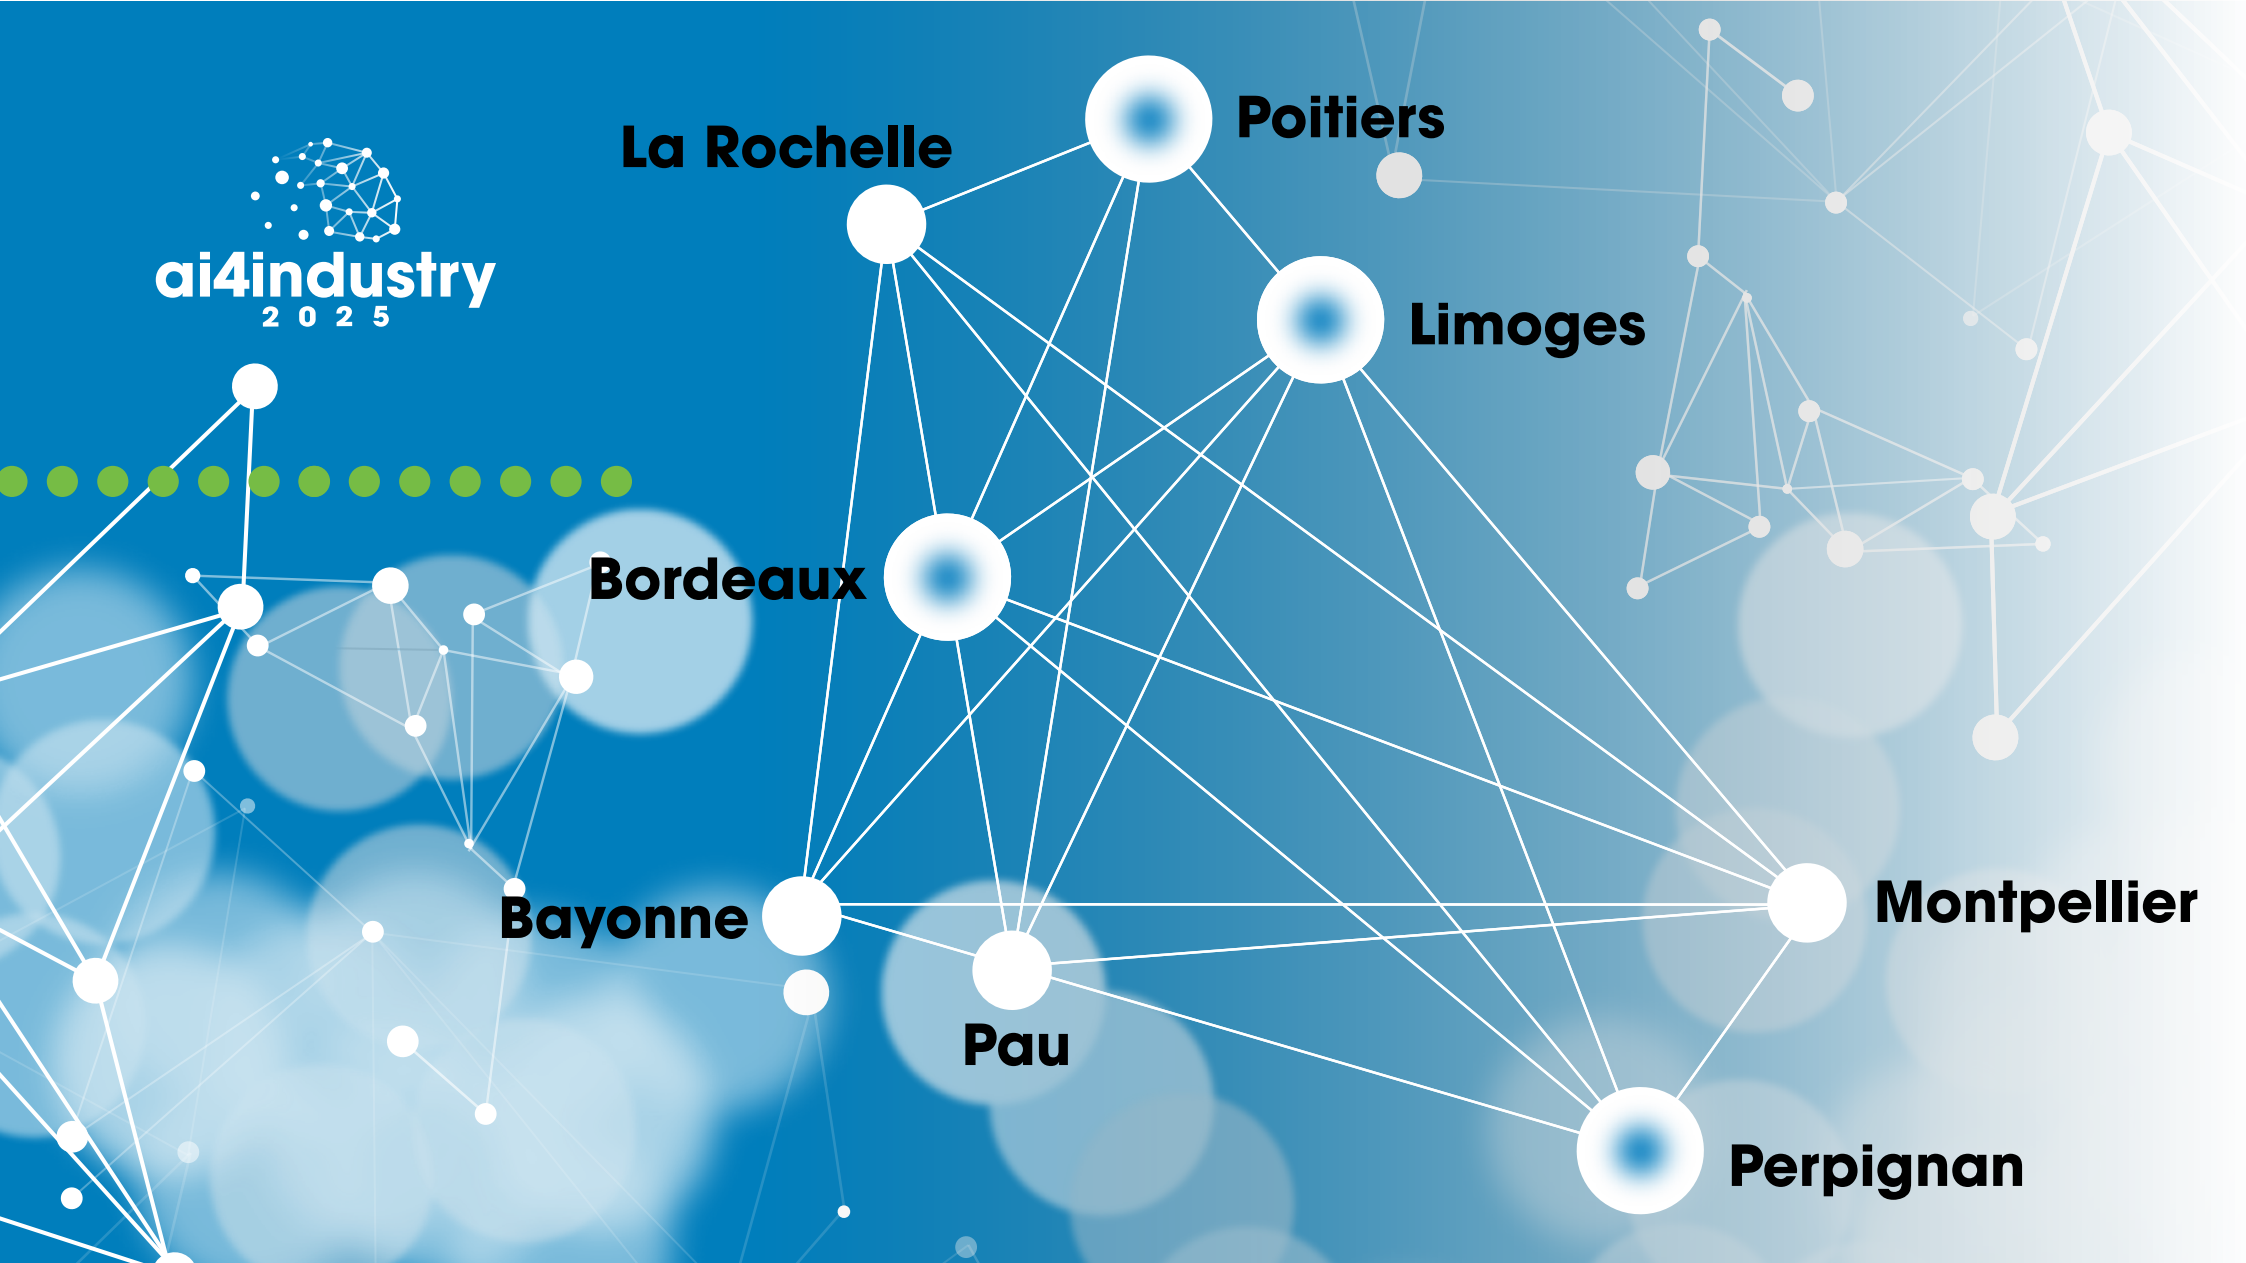 Poitiers
La Rochelle
ai4industry
2025
Limoges
Bordeaux
Bayonne
Montpellier
Pau
Perpignan